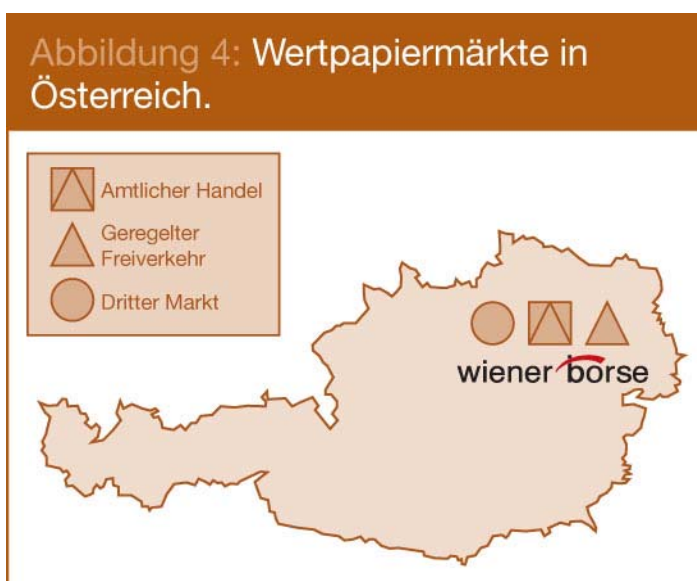 Abbildung 4: Wertpapiermärkte in
Österreich.
Amtlicher Handel
Geregelter
Freiverkehr
Dritter Markt
wiener börse